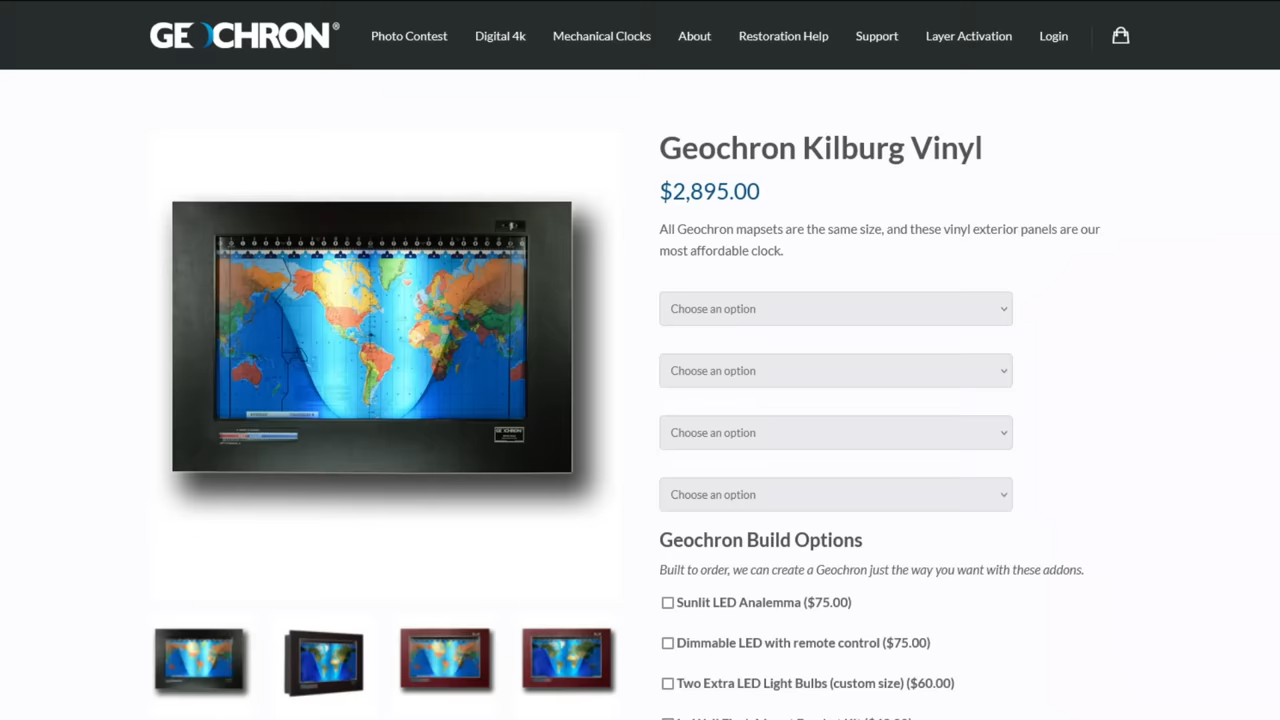 GEOCHRON®
Photo Contest
Digital 4k
Mechanical Clocks
About
Restoration Help
Support
Layer Activation
Login
Geochron Kilburg Vinyl
$2,895.00
All Geochron mapsets are the same size, and these vinyl exterior panels are our
most affordable clock.
Choose an option
Choose an option
Choose an option
Choose an option
Geochron Build Options
Built to order, we can create a Geochron just the way you want with these addons.
Sunlit LED Analemma ($75.00)
Dimmable LED with remote control ($75.00)
Two Extra LED Light Bulbs (custom size) ($60.00)
GEOCHRON